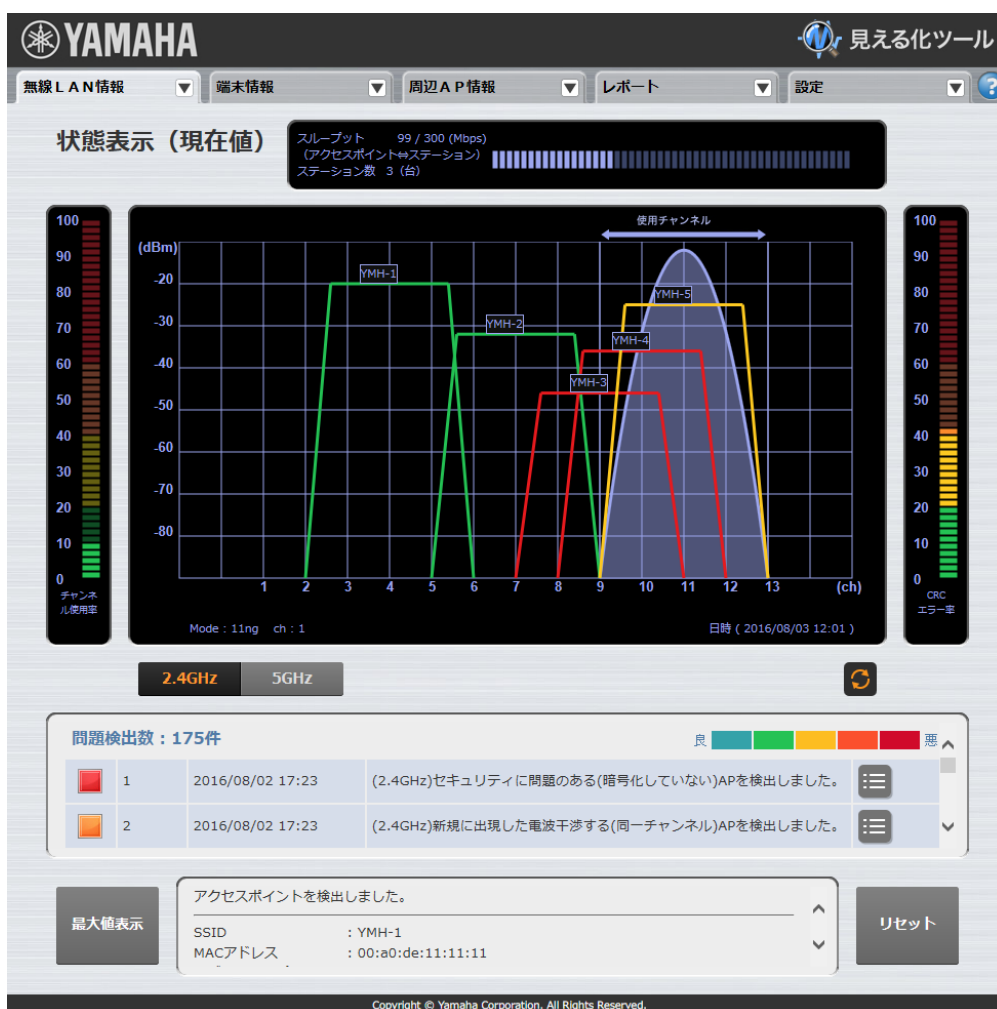 YAMAHA
見える化ツール
無線LAN情報 端末情報 周辺AP情報 レポート 設定 ?
状態表示（現在値）
スループット 99 / 300 (Mbps)
（アクセスポイント⇔ステーション）
ステーション数 3（台）
100
90
80
70
60
50
40
30
20
10
0
チャンネ
ル使用率
使用チャンネル
(dBm)
-20
-30
-40
-50
-60
-70
-80
YMH-1
YMH-2
YMH-3
YMH-4
YMH-5
1 2 3 4 5 6 7 8 9 10 11 12 13 (ch)
Mode : 11ng ch : 1
日時 ( 2016/08/03 12:01 )
100
90
80
70
60
50
40
30
20
10
0
CRC
エラー率
2.4GHz 5GHz
問題検出数：175件
良 悪
1 2016/08/02 17:23 (2.4GHz)セキュリティに問題のある(暗号化していない)APを検出しました。
2 2016/08/02 17:23 (2.4GHz)新規に出現した電波干渉する(同一チャンネル)APを検出しました。
最大値表示
アクセスポイントを検出しました。
SSID : YMH-1
MACアドレス : 00:a0:de:11:11:11
リセット
Copyright © Yamaha Corporation. All Rights Reserved.